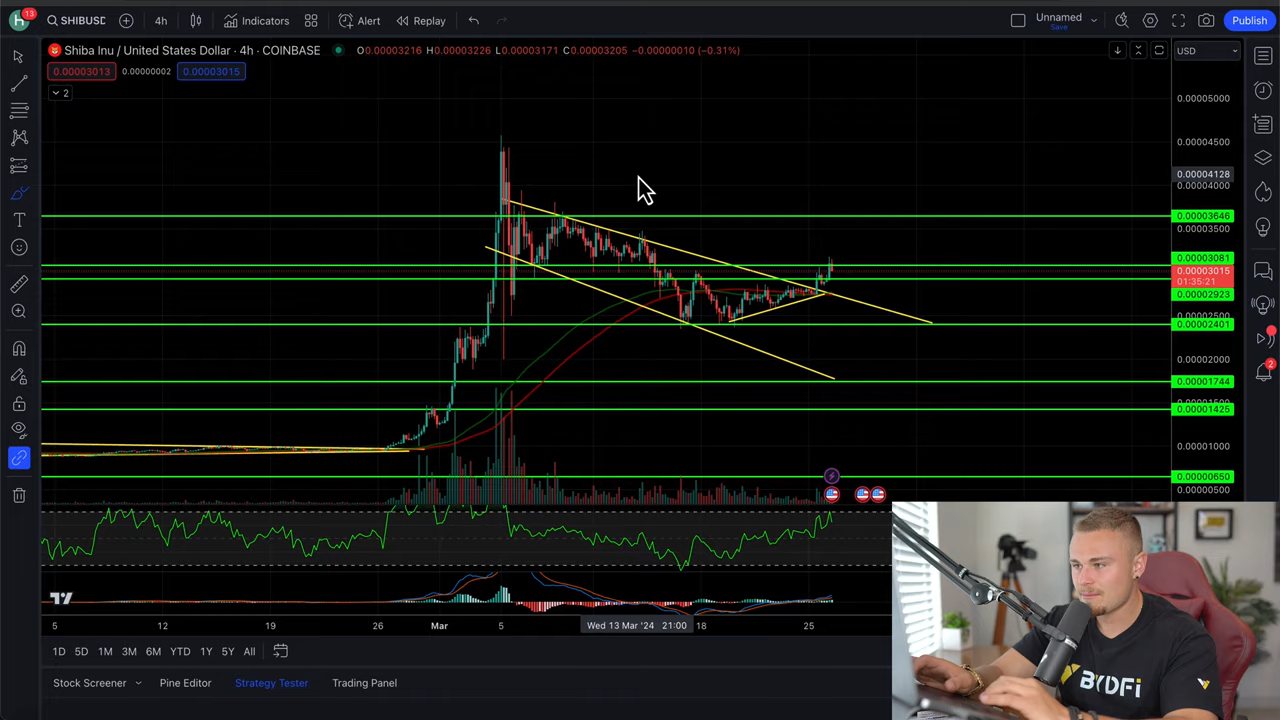 H 13 SHIBUSD 4h Indicators Alert Replay Unnamed Save Publish
Shiba Inu / United States Dollar · 4h · COINBASE O0.00003216 H0.00003226 L0.00003171 C0.00003205 −0.00000010 (−0.31%) USD
0.00003013 0.00000002 0.00003015
2
0.00005000
0.00004500
0.00004128
0.00004000
0.00003646
0.00003500
0.00003081
0.00003015
01:35:21
0.00002923
0.00002401
0.00002000
0.00001744
0.00001425
0.00001000
0.00000650
0.00000500
5 12 19 26 Mar 5 Wed 13 Mar '24 21:00 18 25
1D 5D 1M 3M 6M YTD 1Y 5Y All
Stock Screener Pine Editor Strategy Tester Trading Panel
2
BYDFi